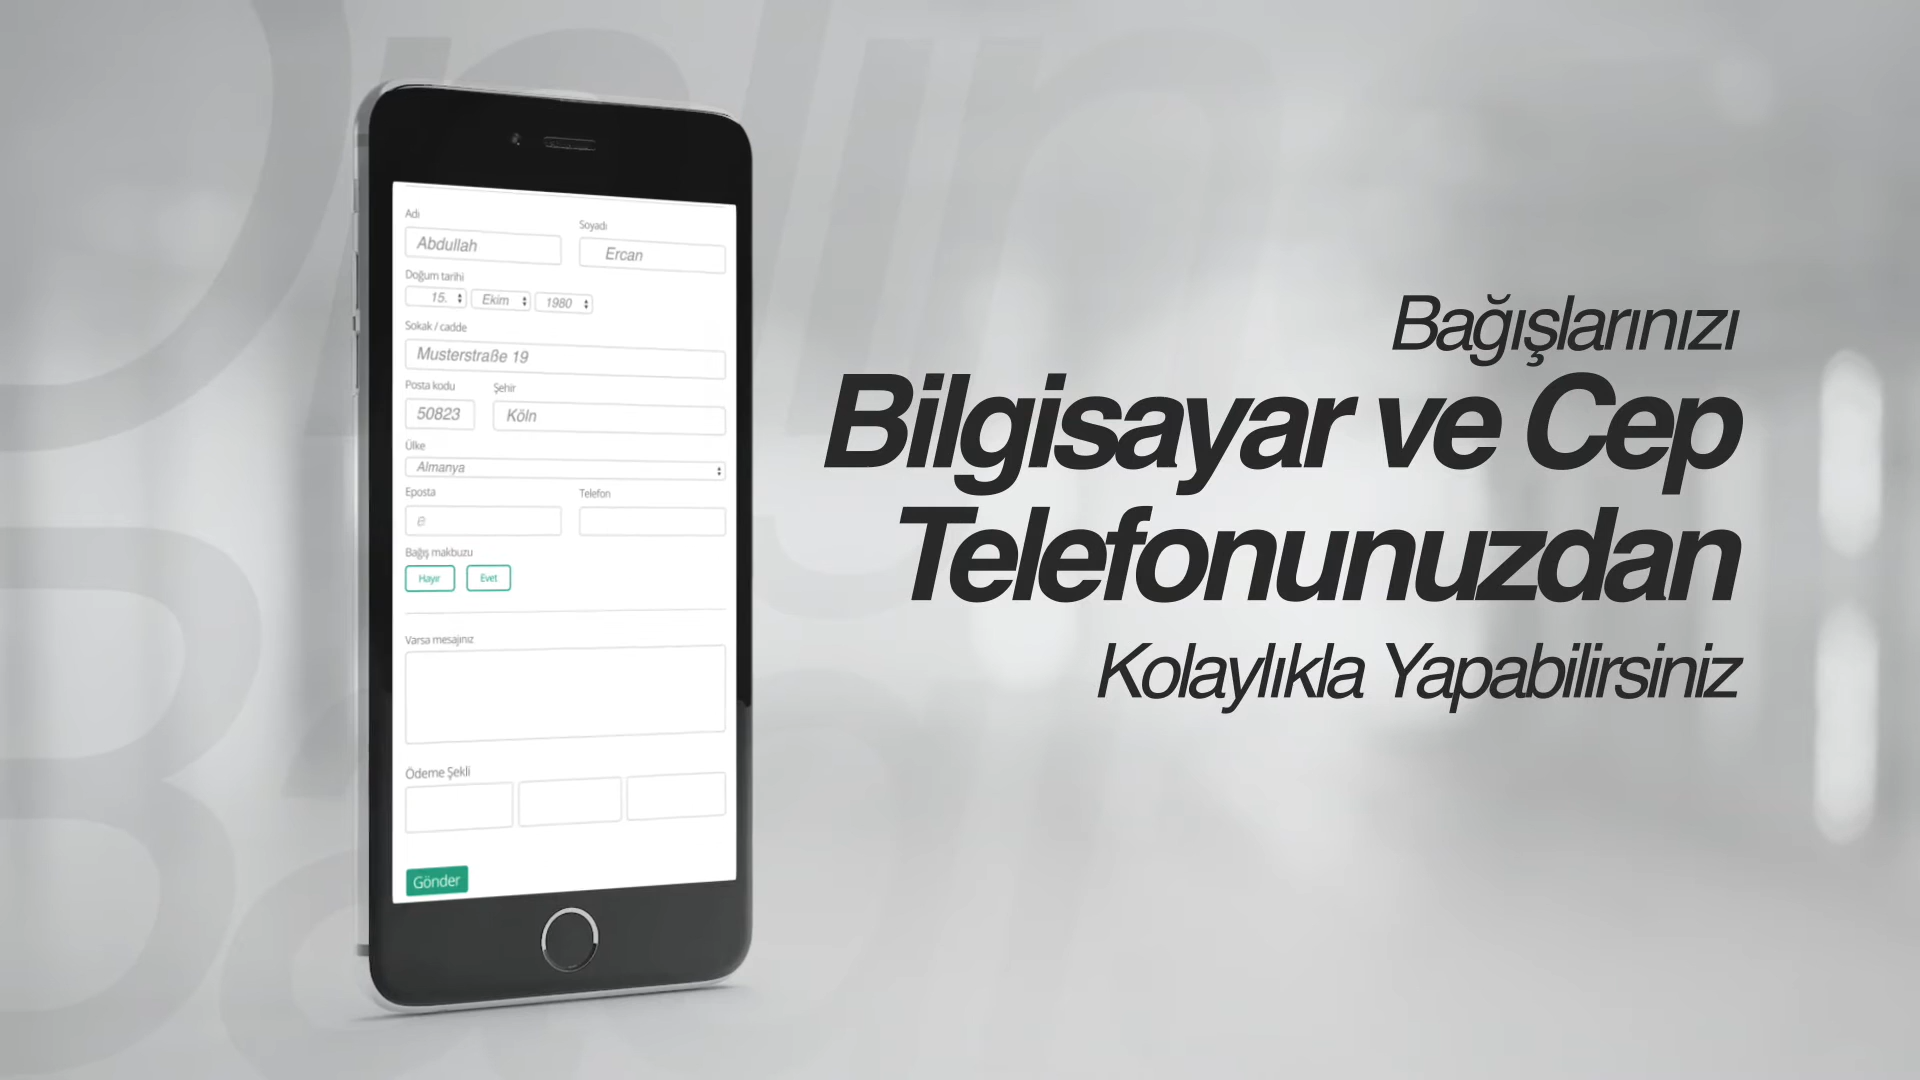 Adı
Soyadı
Abdullah
Ercan
Doğum tarihi
15.
Ekim
1980
Sokak / cadde
Musterstraße 19
Posta kodu
Şehir
50823
Köln
Ülke
Almanya
Eposta
Telefon
e
Bağış makbuzu
Hayır
Evet
Varsa mesajınız
Ödeme Şekli
Gönder
Bağışlarınızı
Bilgisayar ve Cep
Telefonunuzdan
Kolaylıkla Yapabilirsiniz